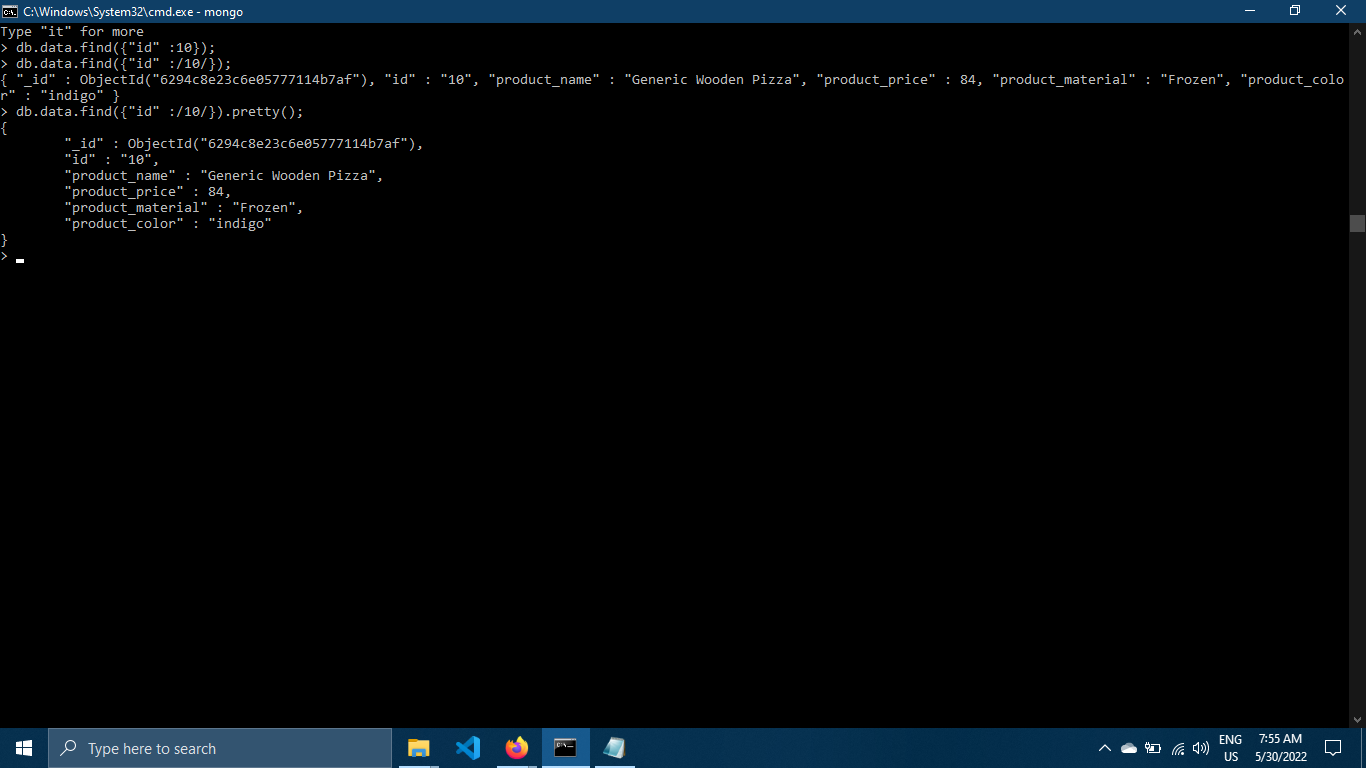 C:\Windows\System32\cmd.exe - mongo
Type "it" for more
> db.data.find({"id" :10});
> db.data.find({"id" :/10/});
{ "_id" : ObjectId("6294c8e23c6e05777114b7af"), "id" : "10", "product_name" : "Generic Wooden Pizza", "product_price" : 84, "product_material" : "Frozen", "product_colo
r" : "indigo" }
> db.data.find({"id" :/10/}).pretty();
{
        "_id" : ObjectId("6294c8e23c6e05777114b7af"),
        "id" : "10",
        "product_name" : "Generic Wooden Pizza",
        "product_price" : 84,
        "product_material" : "Frozen",
        "product_color" : "indigo"
}
>
Type here to search
ENG
US
7:55 AM
5/30/2022